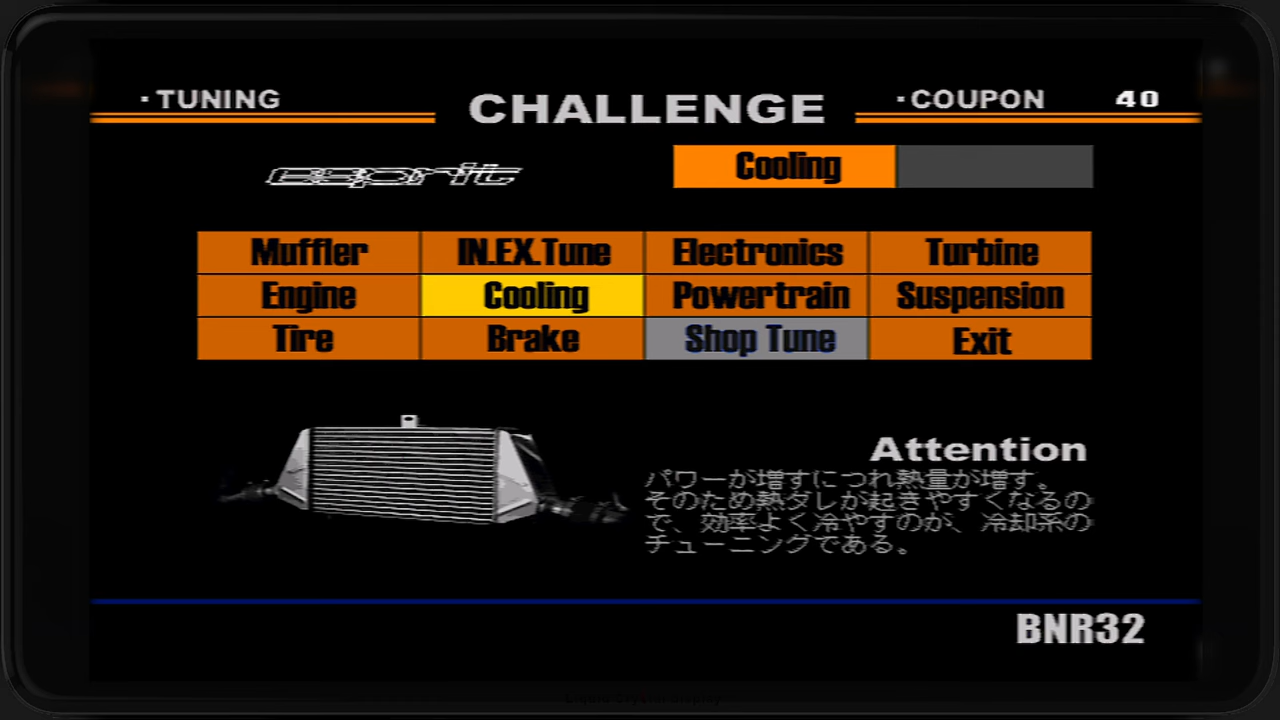 ・TUNING
CHALLENGE
・COUPON 40
esprit
Cooling
Muffler IN.EX.Tune Electronics Turbine
Engine Cooling Powertrain Suspension
Tire Brake Shop Tune Exit
Attention
パワーが増すにつれ熱量が増す。
そのため熱ダレが起きやすくなるの
で、効率よく冷やすのが、冷却系の
チューニングである。
BNR32